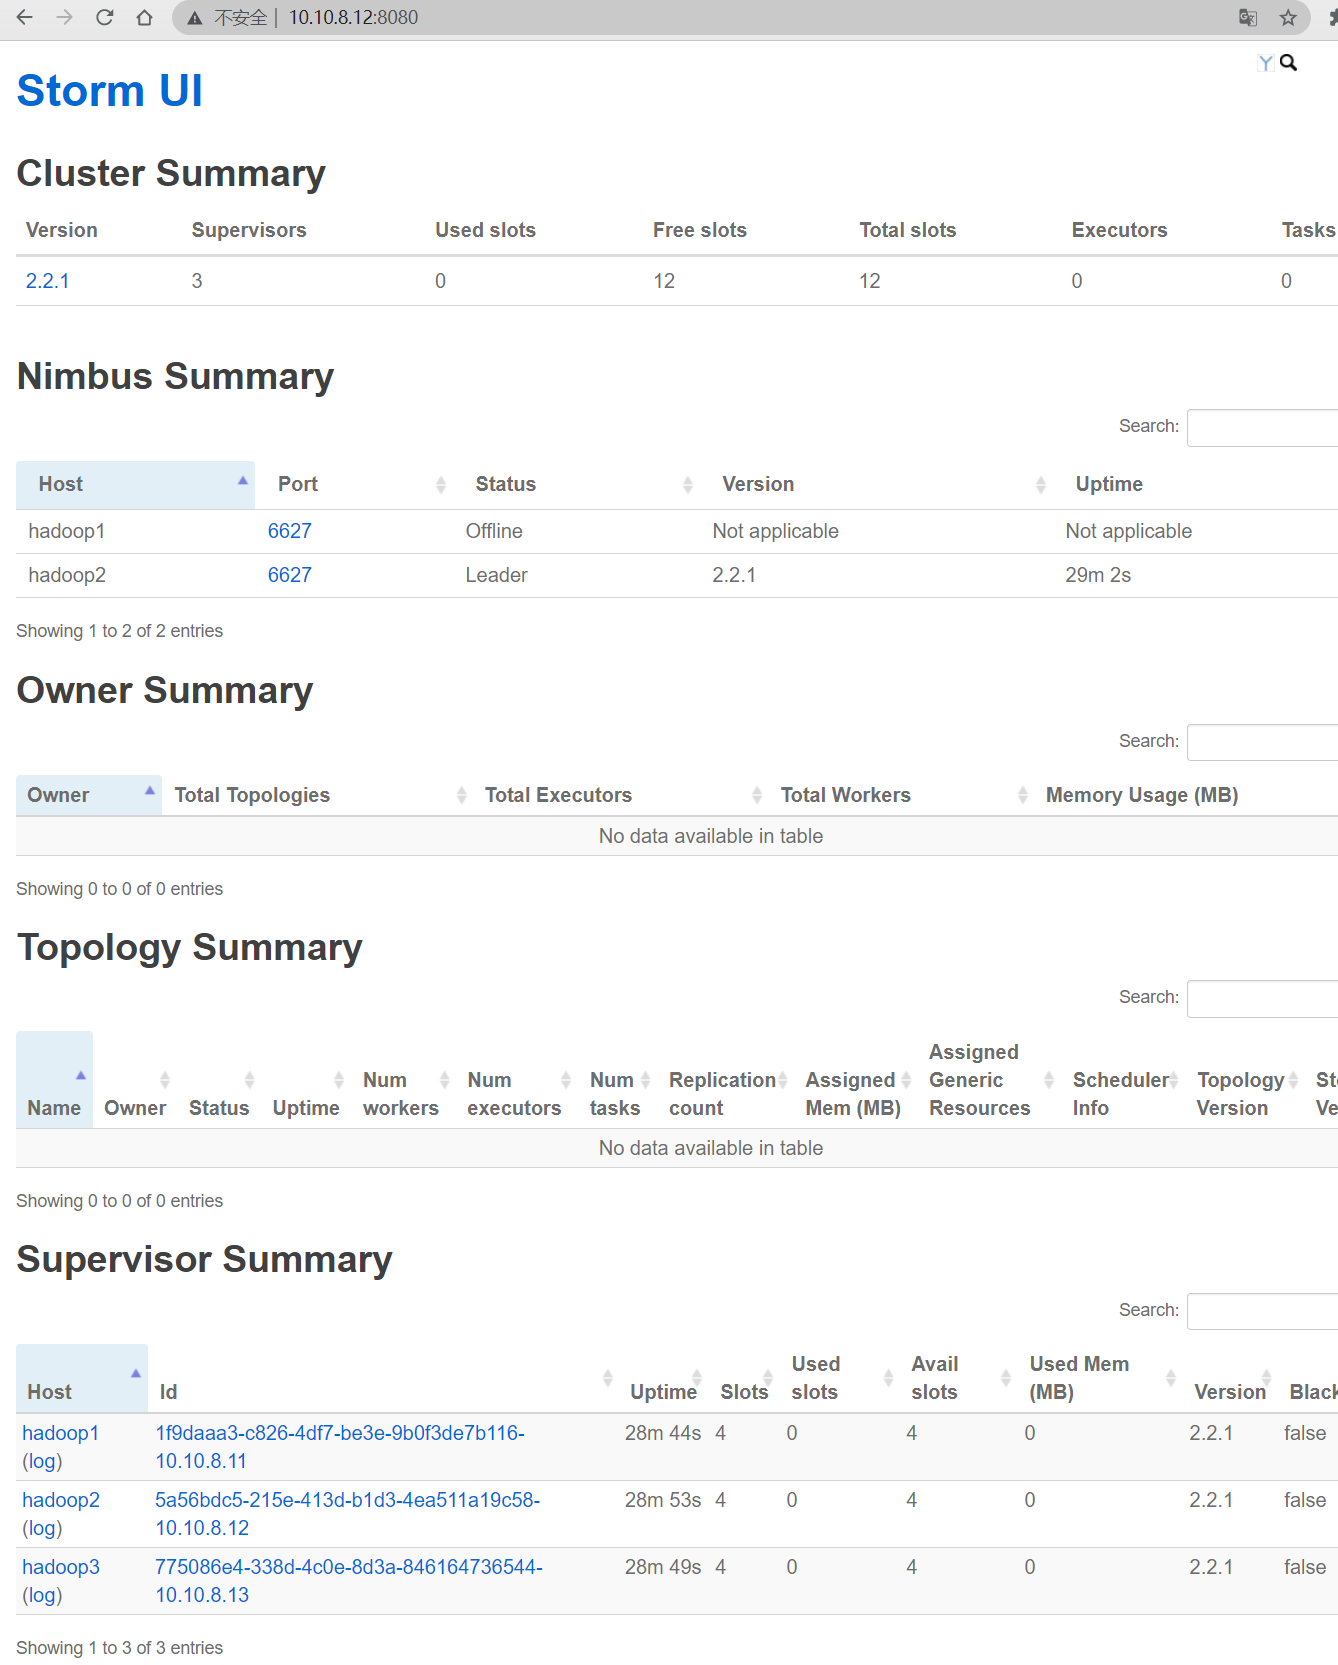 不安全 10.10.8.12:8080
Storm UI
Cluster Summary
Version Supervisors Used slots Free slots Total slots Executors Tasks
2.2.1 3 0 12 12 0 0
Nimbus Summary
Search:
Host Port Status Version Uptime
hadoop1 6627 Offline Not applicable Not applicable
hadoop2 6627 Leader 2.2.1 29m 2s
Showing 1 to 2 of 2 entries
Owner Summary
Search:
Owner Total Topologies Total Executors Total Workers Memory Usage (MB)
No data available in table
Showing 0 to 0 of 0 entries
Topology Summary
Search:
Assigned
Num Num Num Replication Assigned Generic Scheduler Topology St
Name Owner Status Uptime workers executors tasks count Mem (MB) Resources Info Version Ve
No data available in table
Showing 0 to 0 of 0 entries
Supervisor Summary
Search:
Used Avail Used Mem
Host Id Uptime Slots slots slots (MB) Version Black
hadoop1 1f9daaa3-c826-4df7-be3e-9b0f3de7b116- 28m 44s 4 0 4 0 2.2.1 false
(log) 10.10.8.11
hadoop2 5a56bdc5-215e-413d-b1d3-4ea511a19c58- 28m 53s 4 0 4 0 2.2.1 false
(log) 10.10.8.12
hadoop3 775086e4-338d-4c0e-8d3a-846164736544- 28m 49s 4 0 4 0 2.2.1 false
(log) 10.10.8.13
Showing 1 to 3 of 3 entries